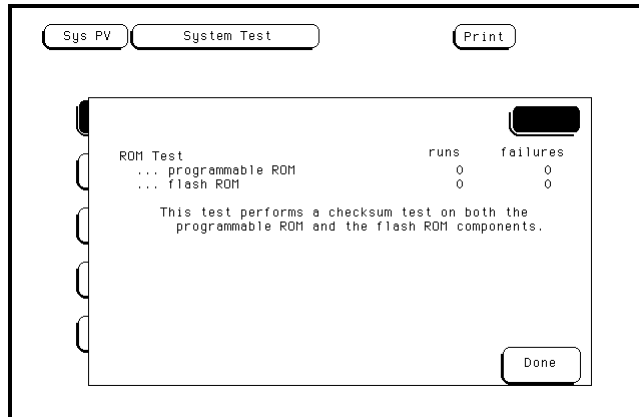 Sys PV System Test Print
ROM Test runs failures
... programmable ROM 0 0
... flash ROM 0 0
This test performs a checksum test on both the
programmable ROM and the flash ROM components.
Done